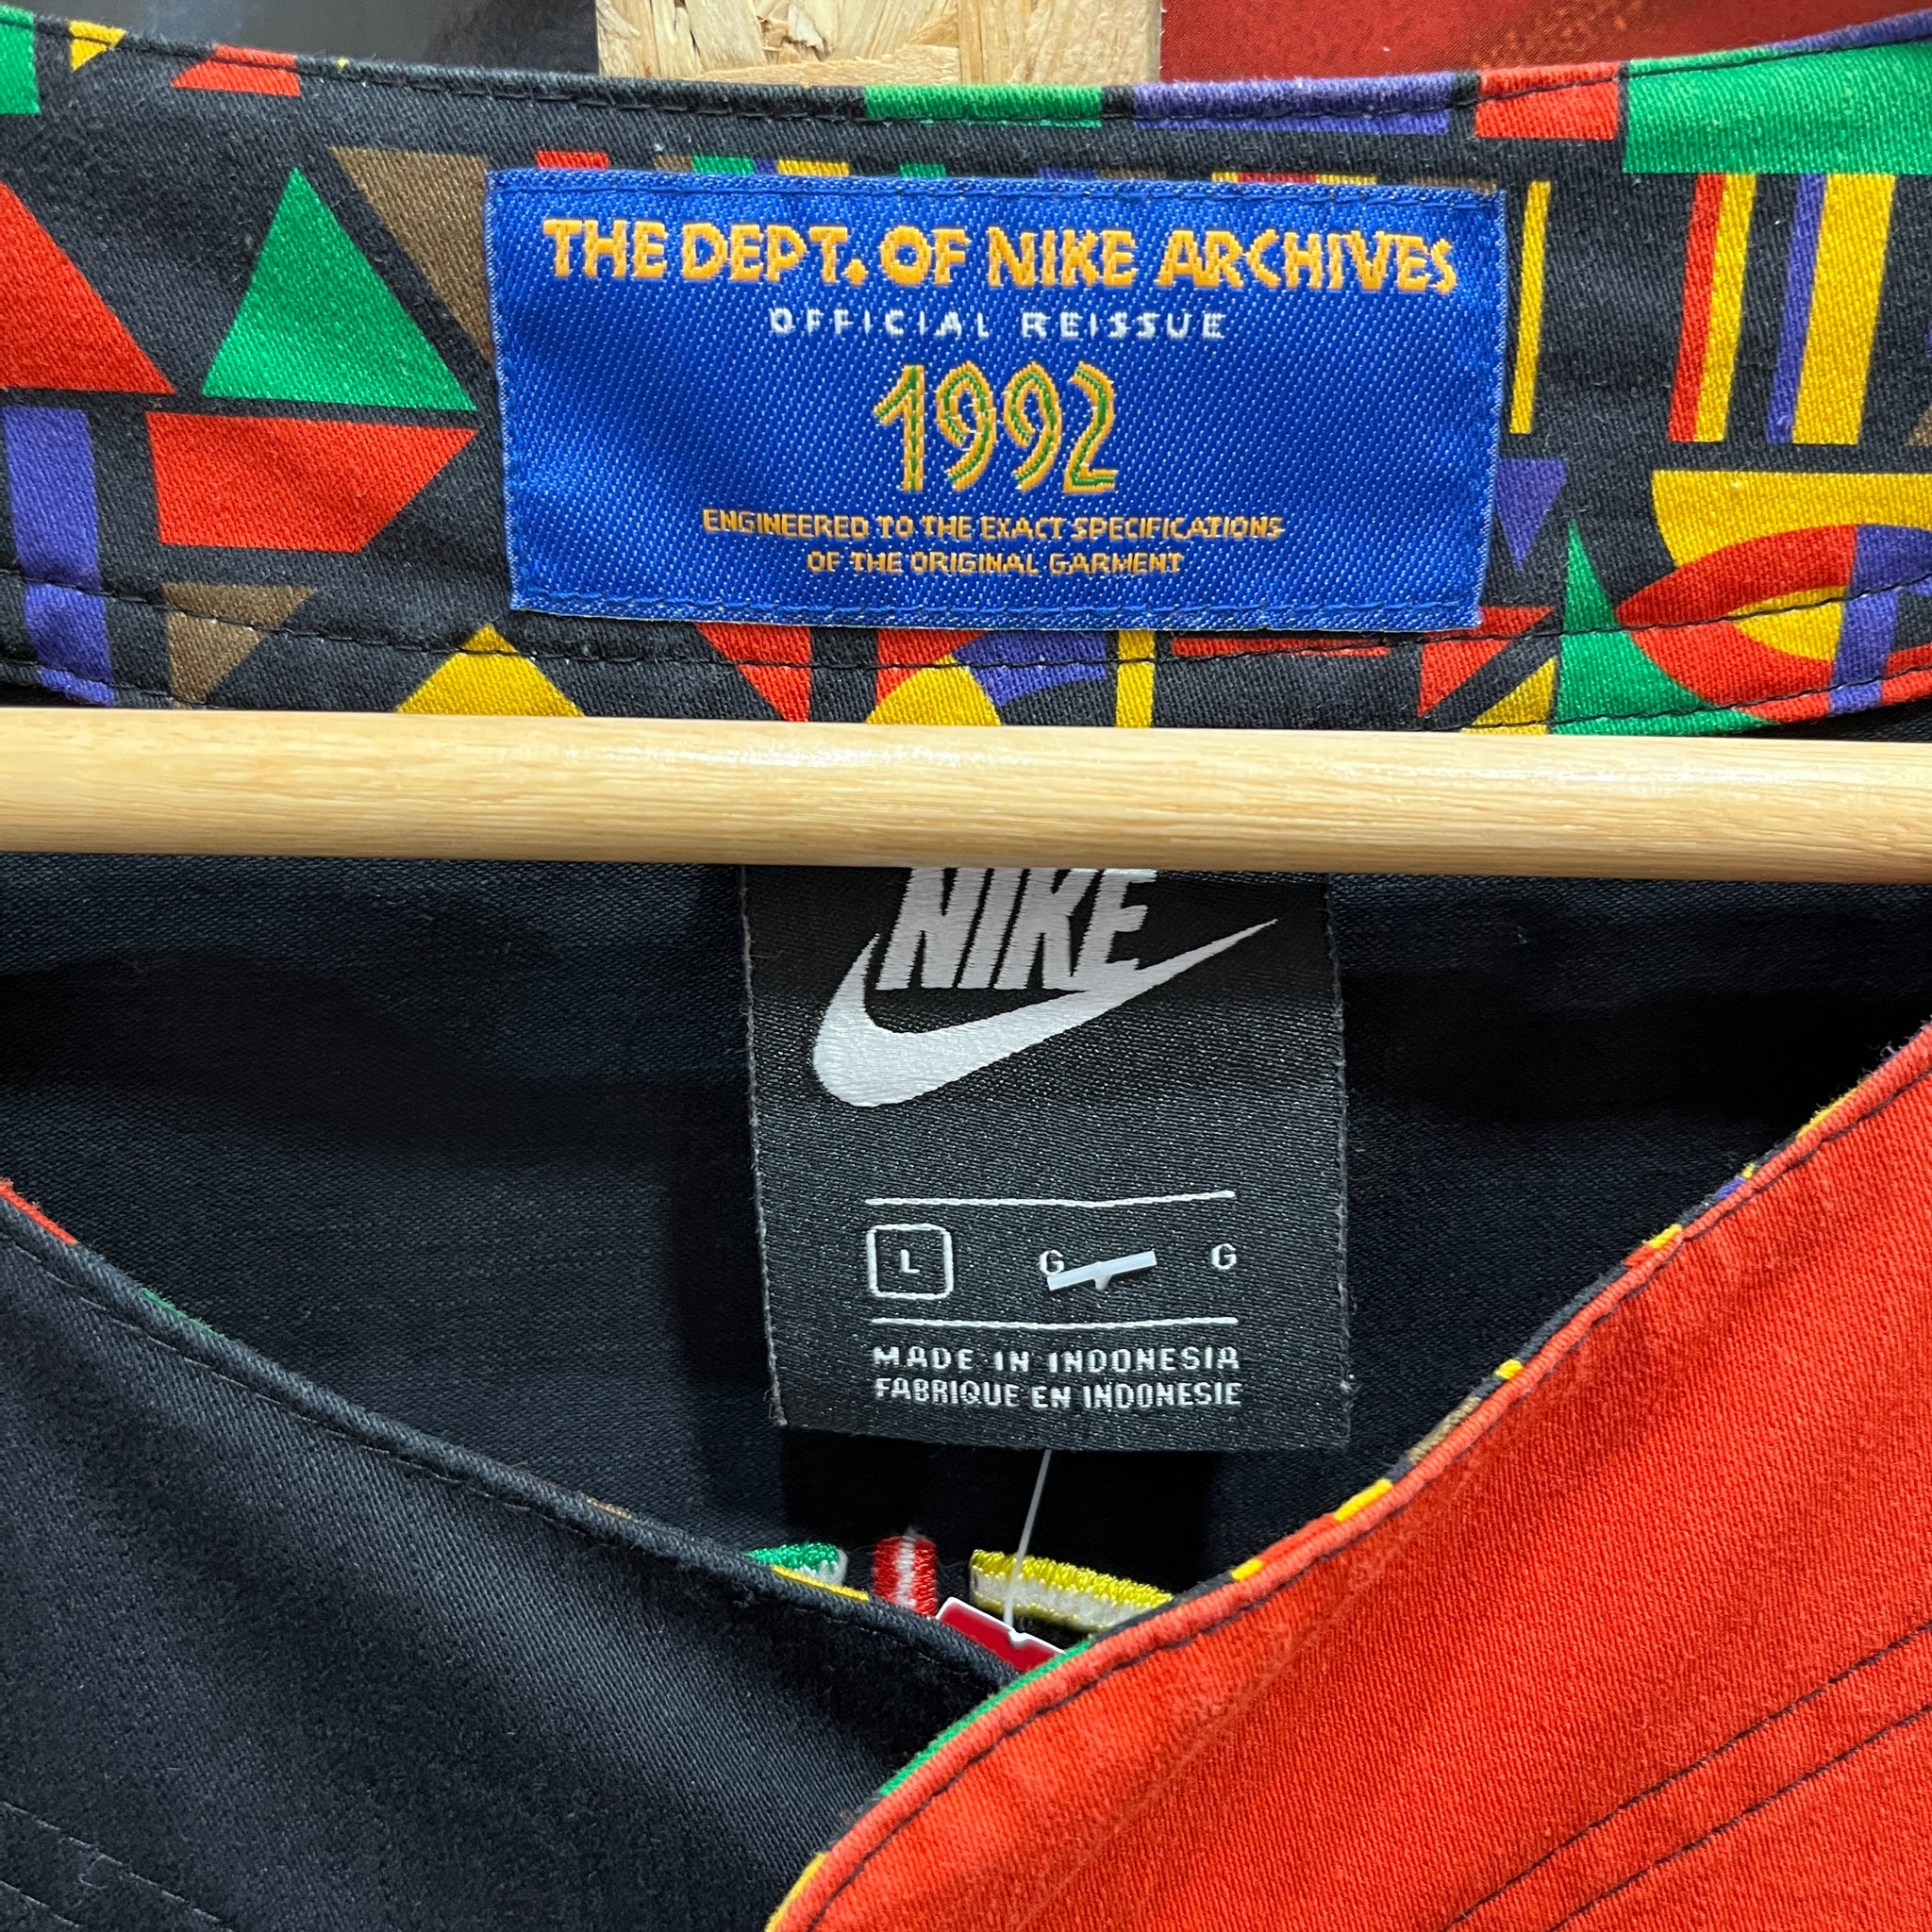 THE DEPT. OF NIKE ARCHIVES
OFFICIAL REISSUE
1992
ENGINEERED TO THE EXACT SPECIFICATIONS
OF THE ORIGINAL GARMENT
NIKE
L G G
MADE IN INDONESIA
FABRIQUE EN INDONESIE